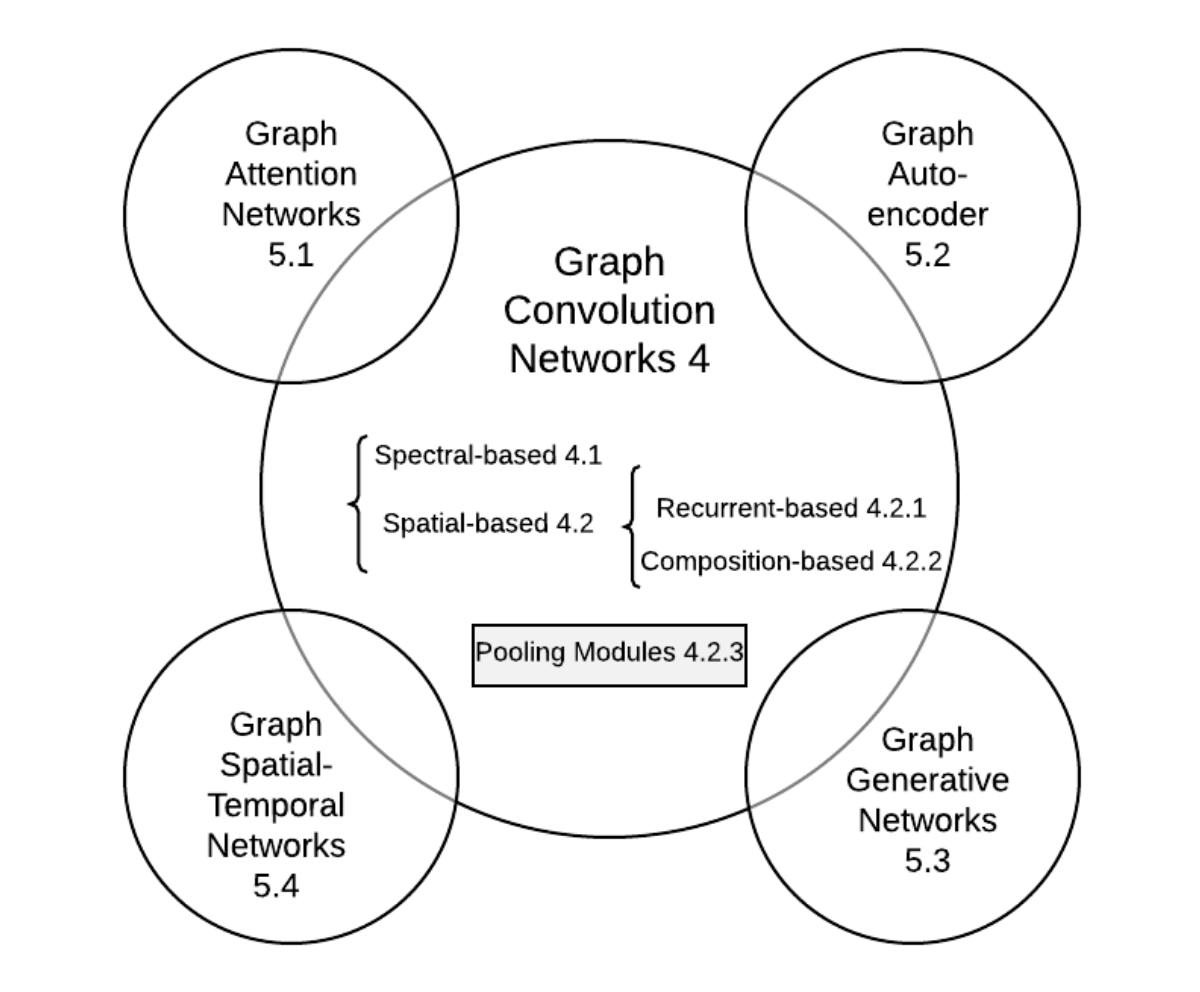 Graph
Attention
Networks
5.1
Graph
Auto-
encoder
5.2
Graph
Convolution
Networks 4
Spectral-based 4.1
Spatial-based 4.2
Recurrent-based 4.2.1
Composition-based 4.2.2
Pooling Modules 4.2.3
Graph
Spatial-
Temporal
Networks
5.4
Graph
Generative
Networks
5.3